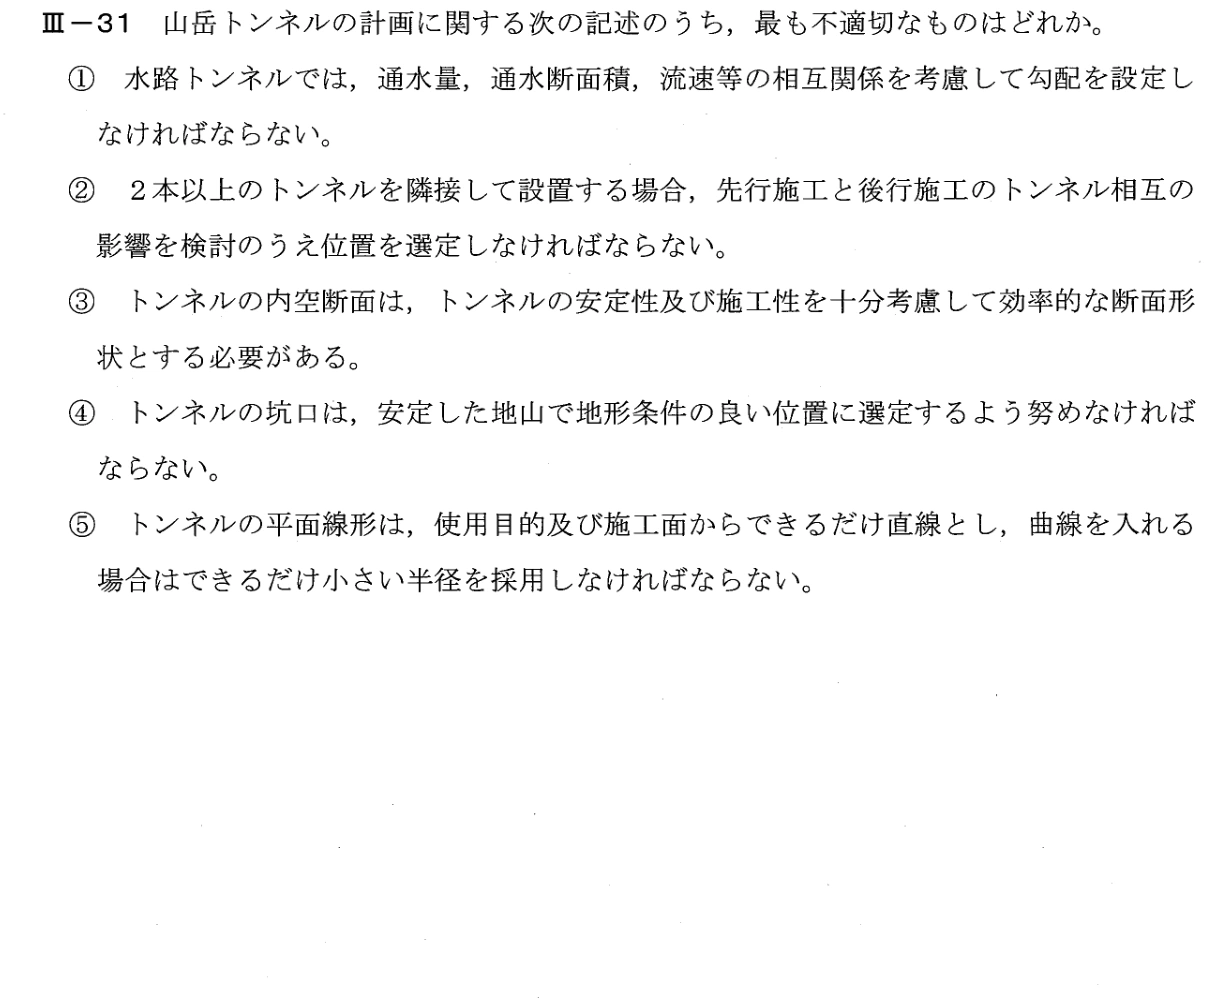 Ⅲ－31　山岳トンネルの計画に関する次の記述のうち，最も不適切なものはどれか。
①　水路トンネルでは，通水量，通水断面積，流速等の相互関係を考慮して勾配を設定し
なければならない。
②　２本以上のトンネルを隣接して設置する場合，先行施工と後行施工のトンネル相互の
影響を検討のうえ位置を選定しなければならない。
③　トンネルの内空断面は，トンネルの安定性及び施工性を十分考慮して効率的な断面形
状とする必要がある。
④　トンネルの坑口は，安定した地山で地形条件の良い位置に選定するよう努めなければ
ならない。
⑤　トンネルの平面線形は，使用目的及び施工面からできるだけ直線とし，曲線を入れる
場合はできるだけ小さい半径を採用しなければならない。